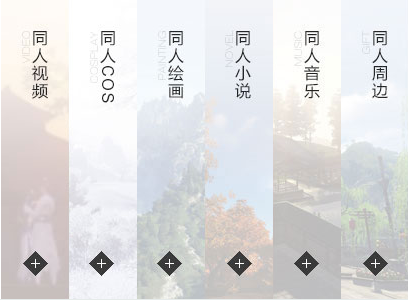 同人视频
VIDEO
同人COS
COSPLAY
同人绘画
PAINTING
同人小说
NOVEL
同人音乐
MUSIC
同人周边
GIFT